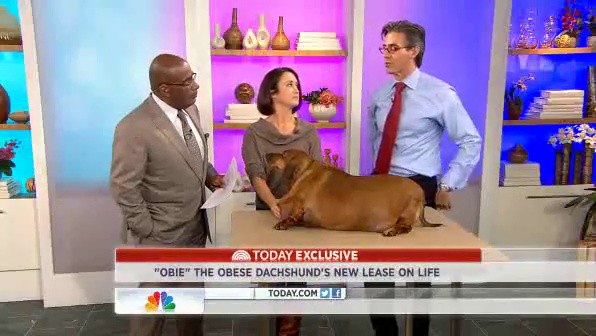 TODAY EXCLUSIVE
"OBIE" THE OBESE DACHSHUND'S NEW LEASE ON LIFE
TODAY.COM